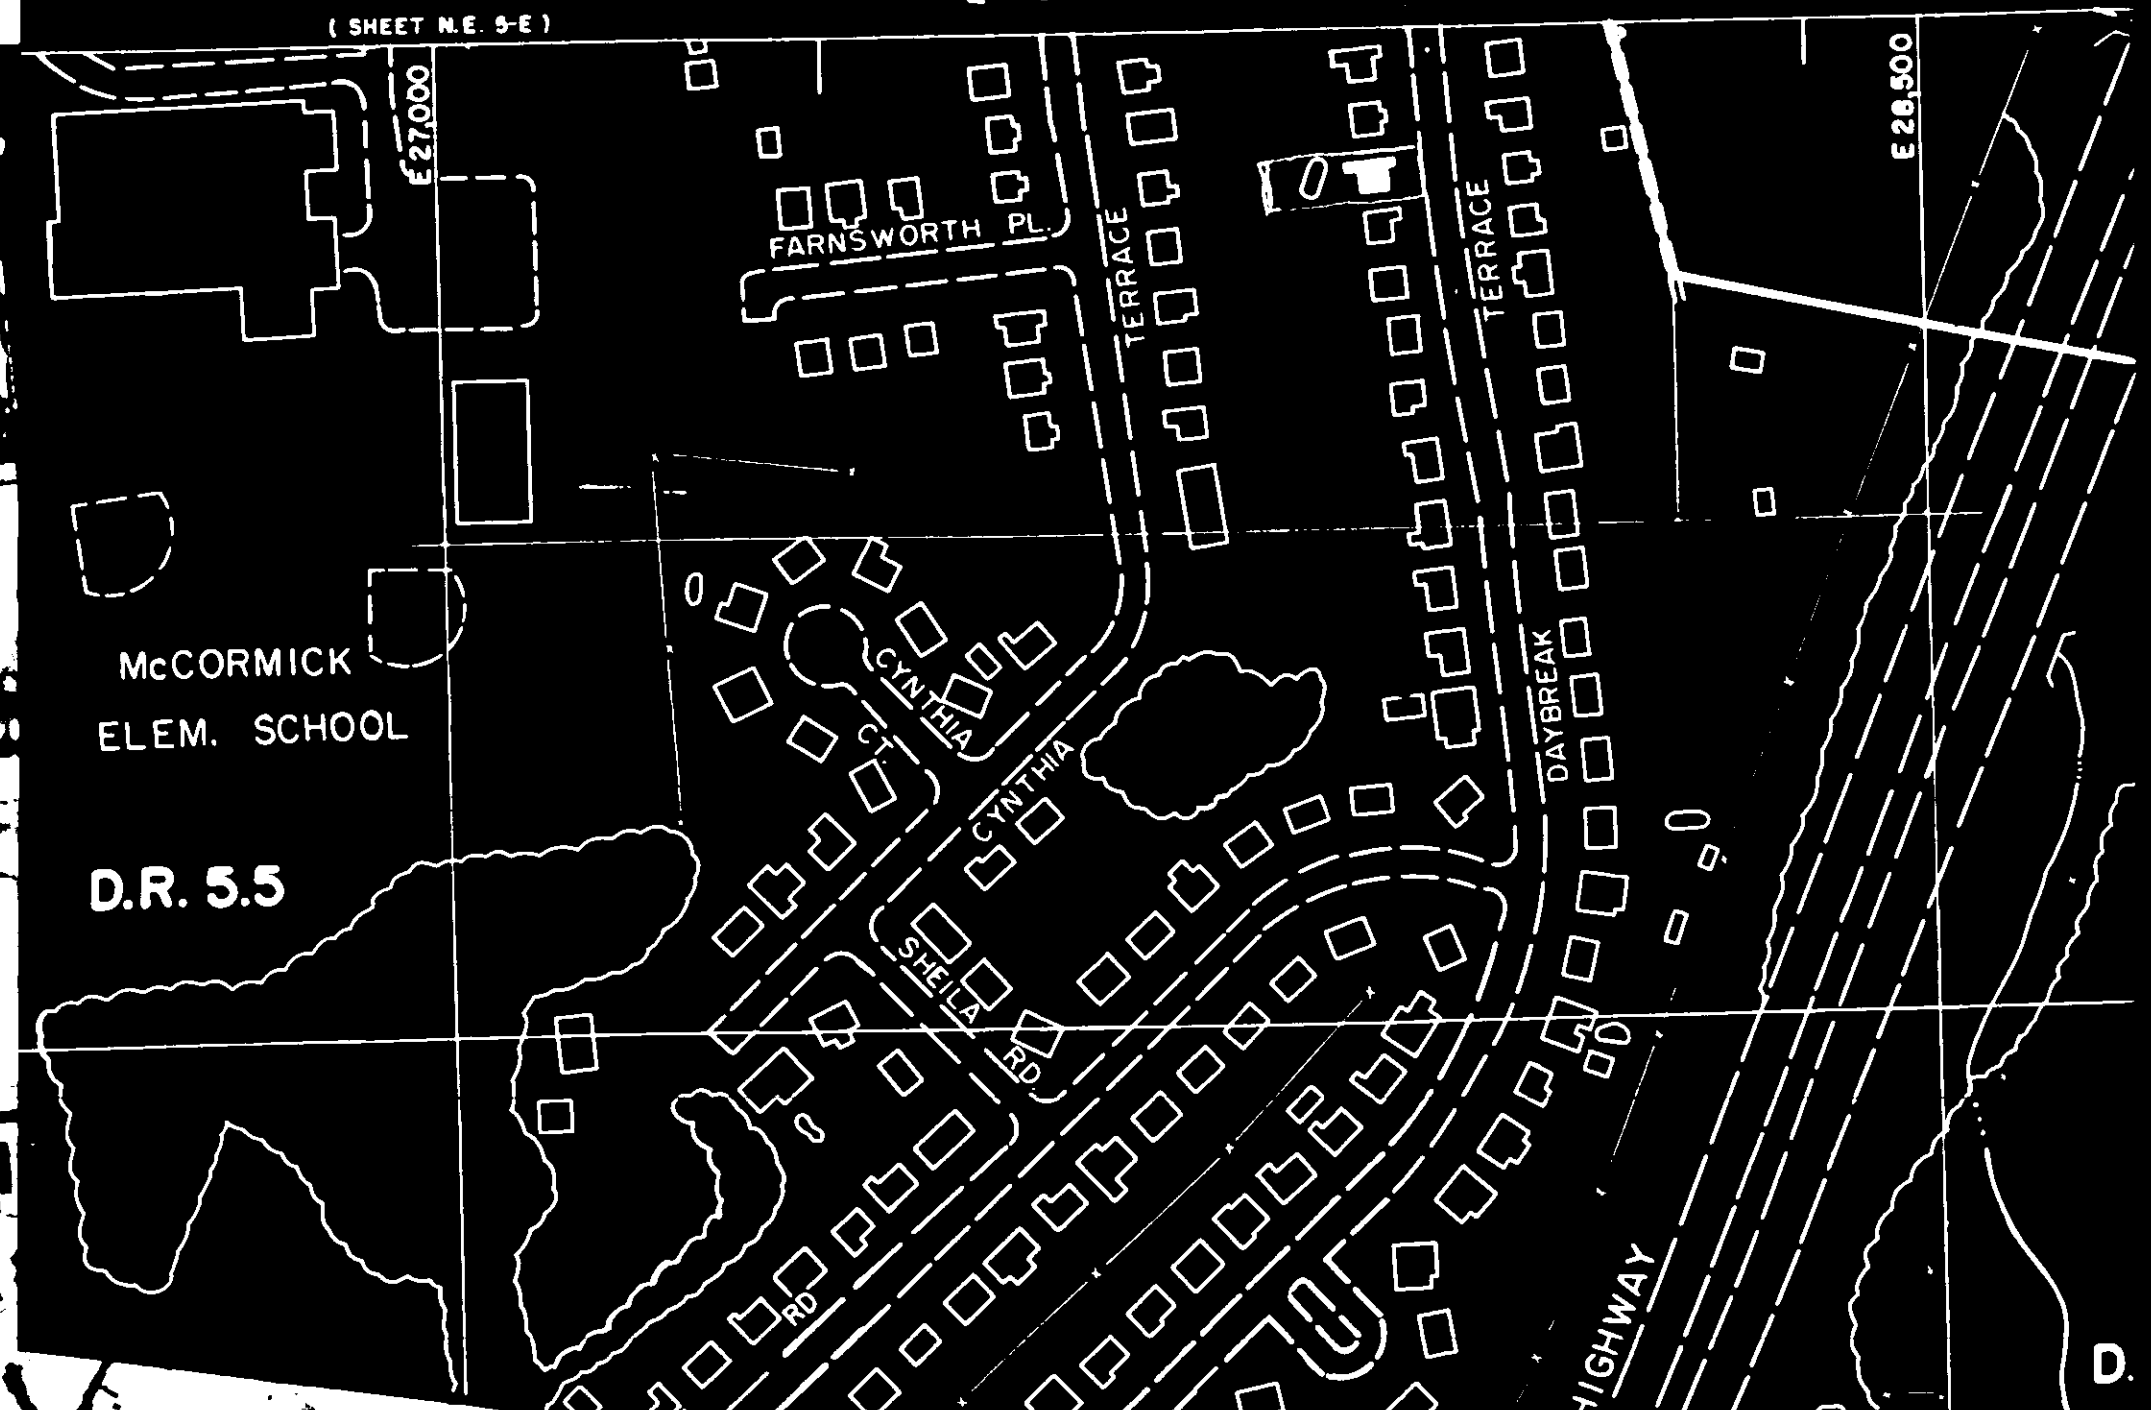 ( SHEET N.E. 5-E )
E 27,000
E 28,500
FARNSWORTH PL.
TERRACE
TERRACE
McCORMICK
ELEM. SCHOOL
CYNTHIA
CT.
CYNTHIA
DAYBREAK
D.R. 5.5
SHEILA
RD.
RD
HIGHWAY
D.